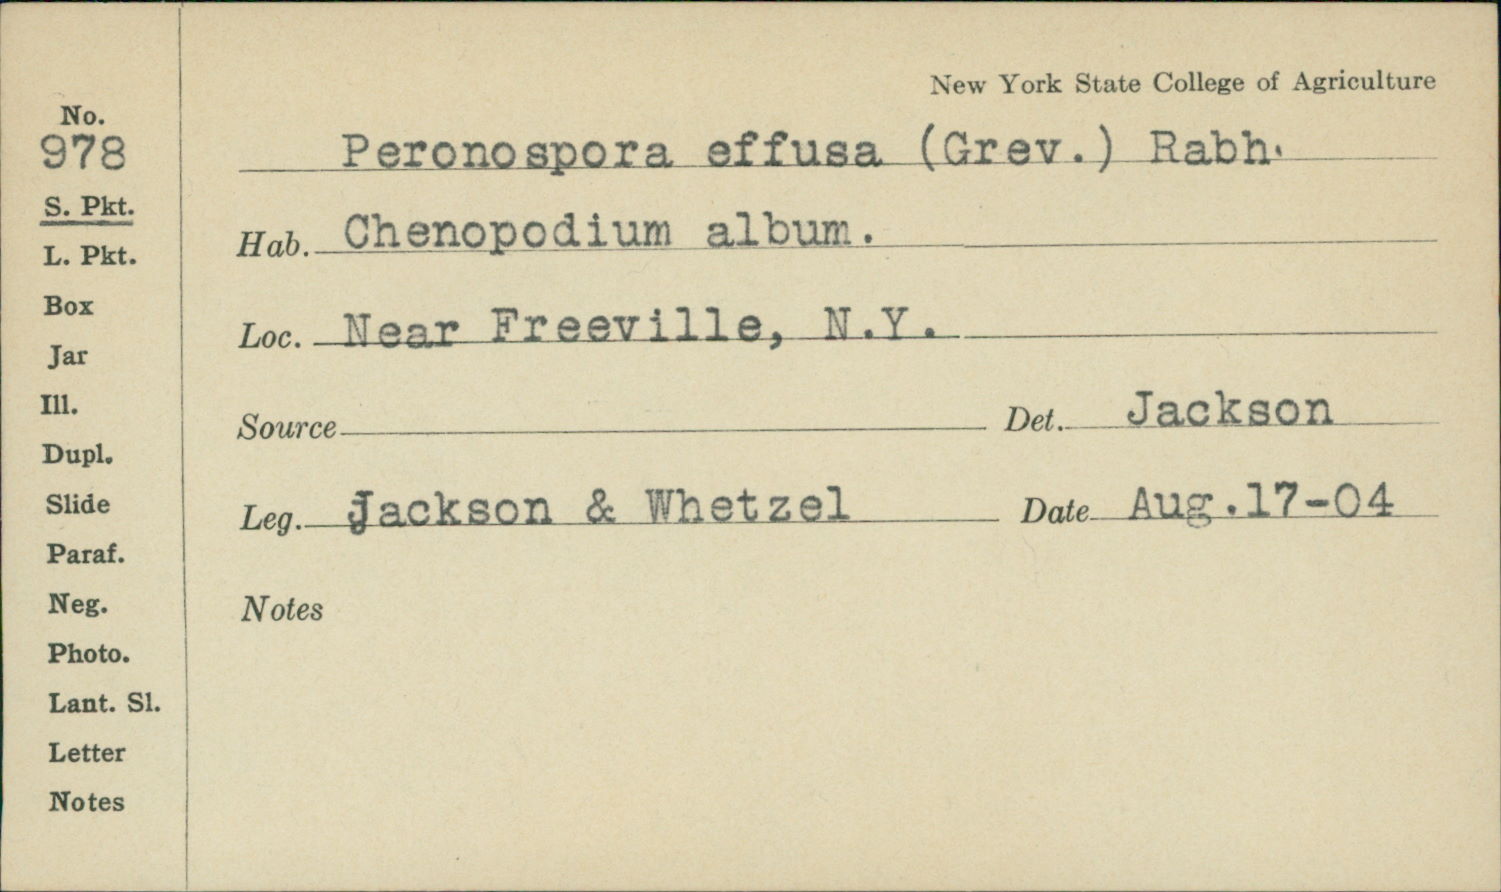 New York State College of Agriculture
No.
978
S. Pkt.
L. Pkt.
Box
Jar
Ill.
Dupl.
Slide
Paraf.
Neg.
Photo.
Lant. Sl.
Letter
Notes
Peronospora effusa (Grev.) Rabh.
Hab. Chenopodium album.
Loc. Near Freeville, N.Y.
Source Det. Jackson
Leg. Jackson & Whetzel Date Aug.17-04
Notes